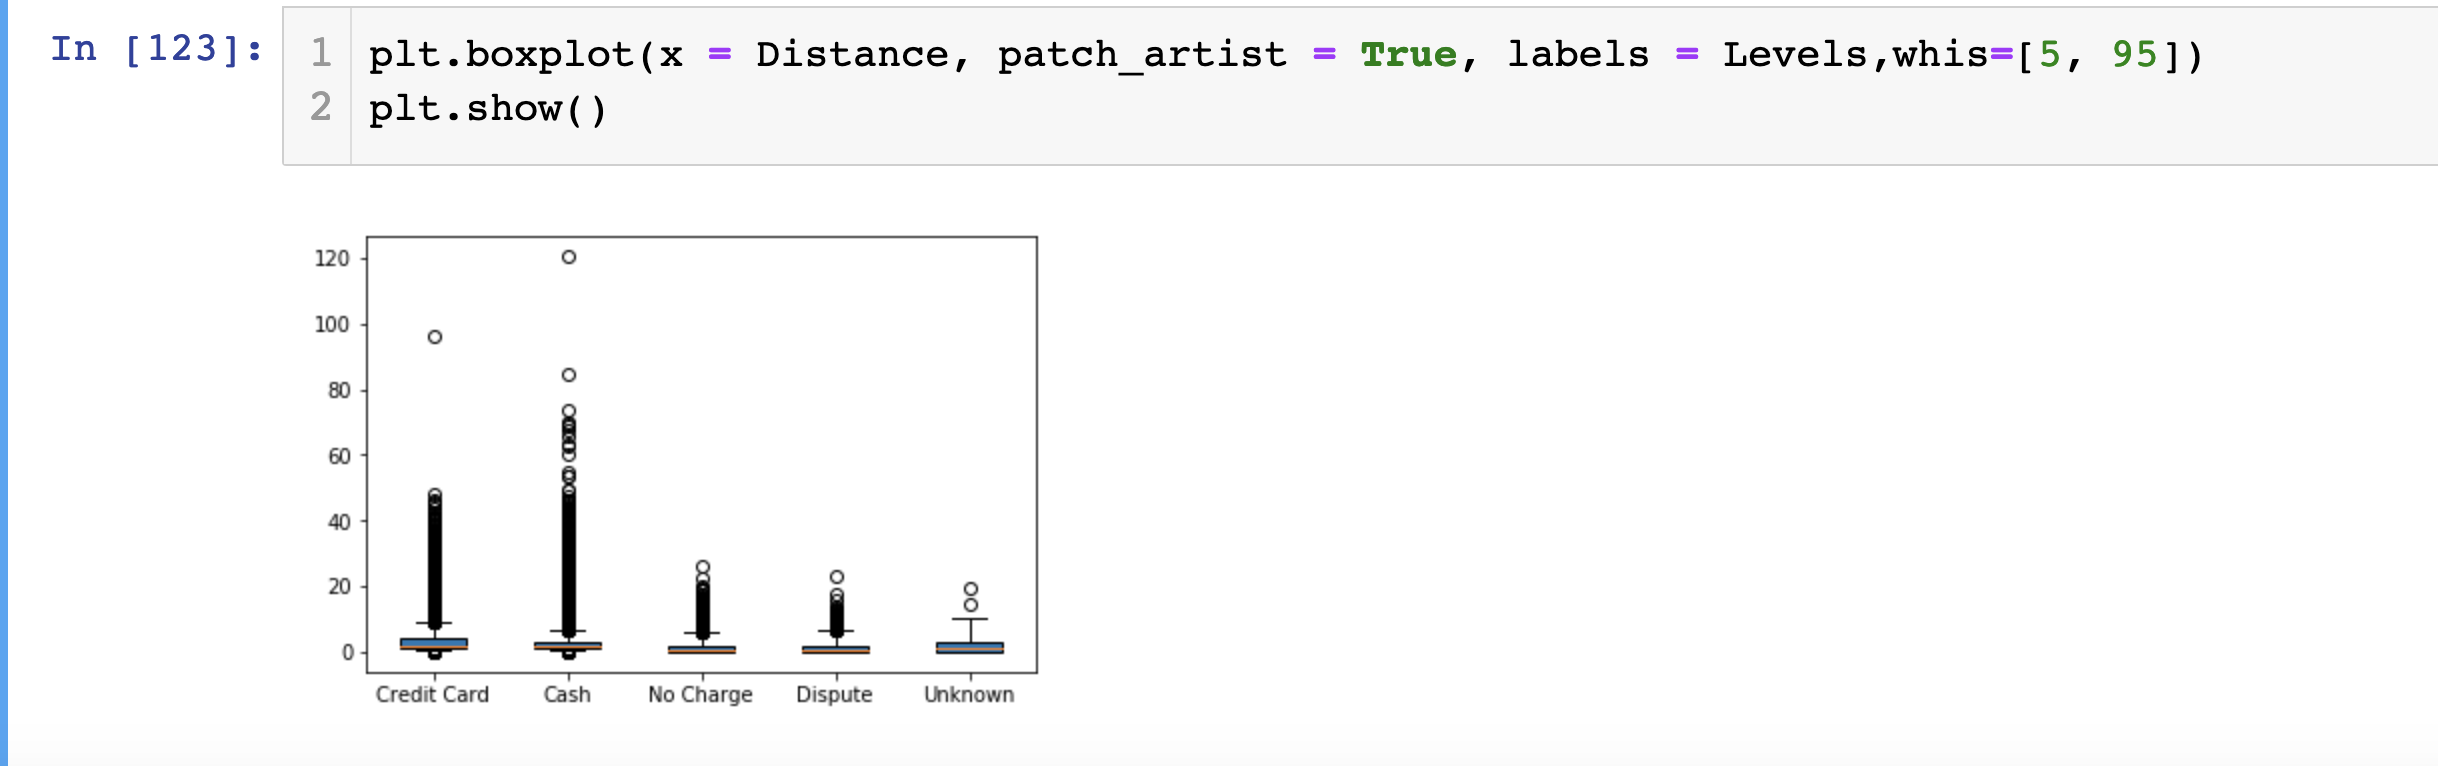 In [123]:
1 plt.boxplot(x = Distance, patch_artist = True, labels = Levels,whis=[5, 95])
2 plt.show()
120
100
80
60
40
20
0
Credit Card Cash No Charge Dispute Unknown